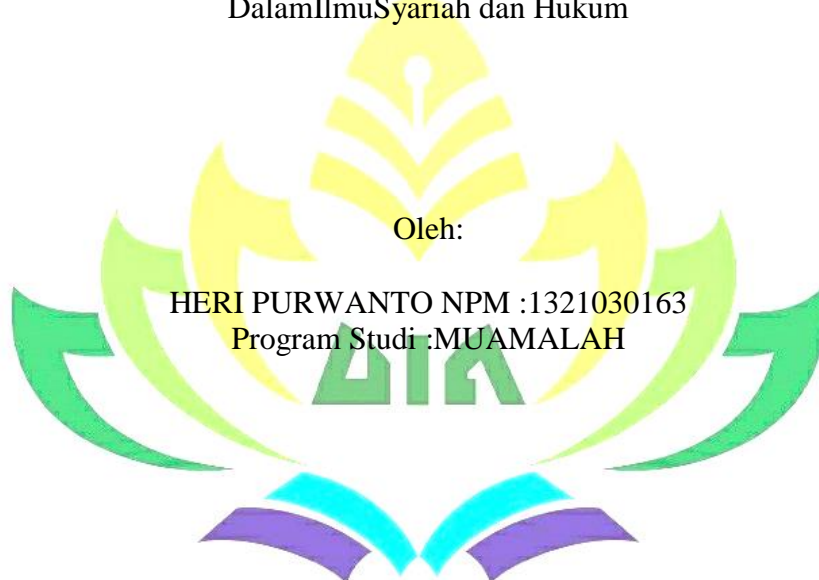 DalamIlmuSyariah dan Hukum
Oleh:
HERI PURWANTO NPM :1321030163
Program Studi :MUAMALAH